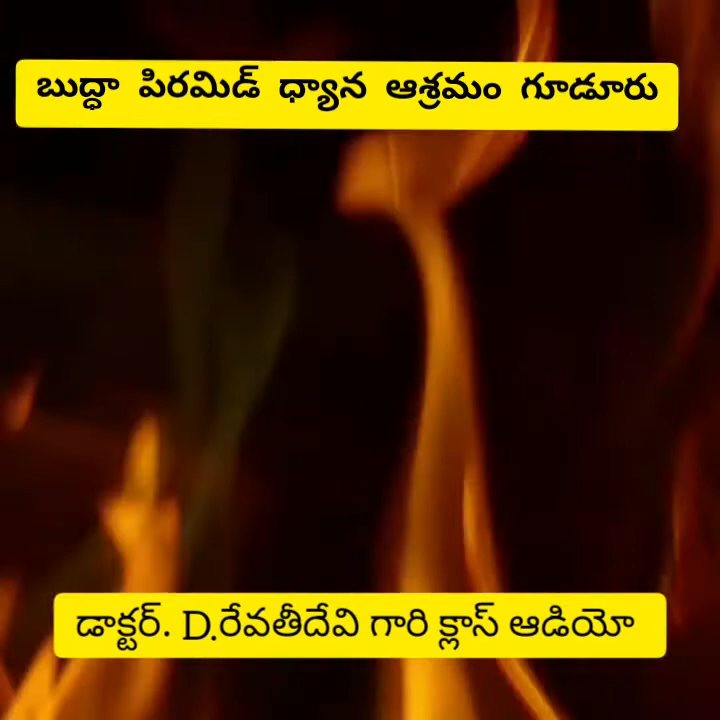 బుద్ధా పిరమిడ్ ధ్యాన ఆశ్రమం గూడూరు
డాక్టర్. D.రేవతీదేవి గారి క్లాస్ ఆడియో